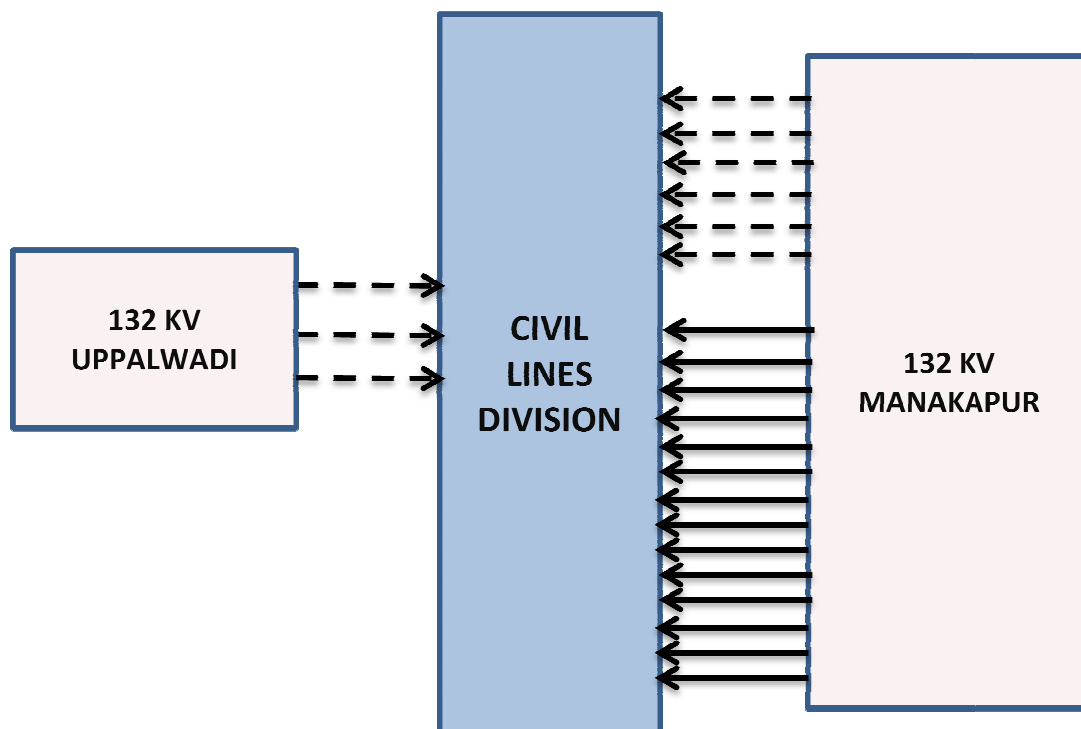 132 KV
UPPALWADI
CIVIL
LINES
DIVISION
132 KV
MANAKAPUR